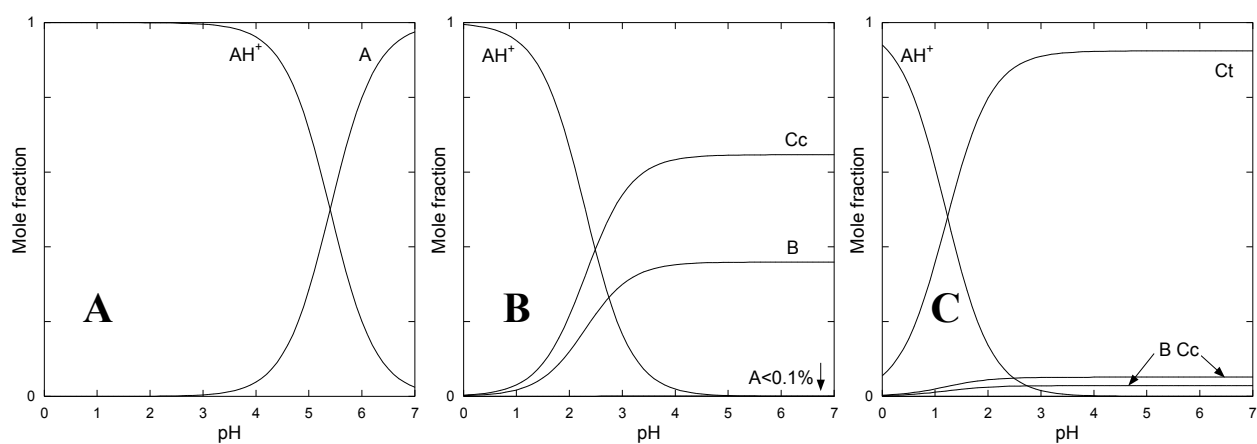 1
Mole fraction
0
AH+
A
A
0 1 2 3 4 5 6 7
pH
1
Mole fraction
0
AH+
Cc
B
B
A<0.1%
0 1 2 3 4 5 6 7
pH
1
Mole fraction
0
AH+
Ct
C
B Cc
0 1 2 3 4 5 6 7
pH